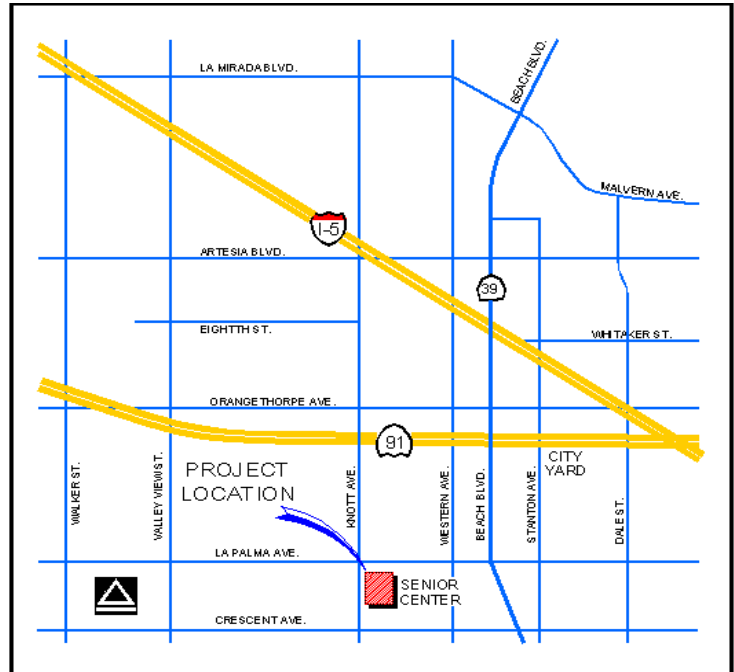 LA MIRADA BLVD.
BEACH BLVD.
MALVERN AVE.
I-5
ARTESIA BLVD.
39
EIGHTTH ST.
WHITAKER ST.
ORANGETHORPE AVE.
91
CITY
YARD
PROJECT
LOCATION
WALKER ST.
VALLEY VIEW ST.
KNOTT AVE.
WESTERN AVE.
BEACH BLVD.
STANTON AVE.
DALE ST.
LA PALMA AVE.
SENIOR
CENTER
CRESCENT AVE.